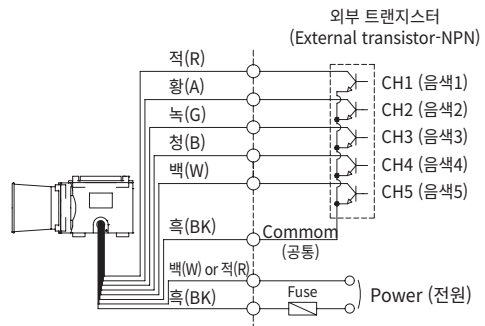 외부 트랜지스터
(External transistor-NPN)
적(R)
CH1 (음색1)
황(A)
CH2 (음색2)
녹(G)
CH3 (음색3)
청(B)
CH4 (음색4)
백(W)
CH5 (음색5)
흑(BK)
Commom
(공통)
백(W) or 적(R)
흑(BK)
Fuse
Power (전원)